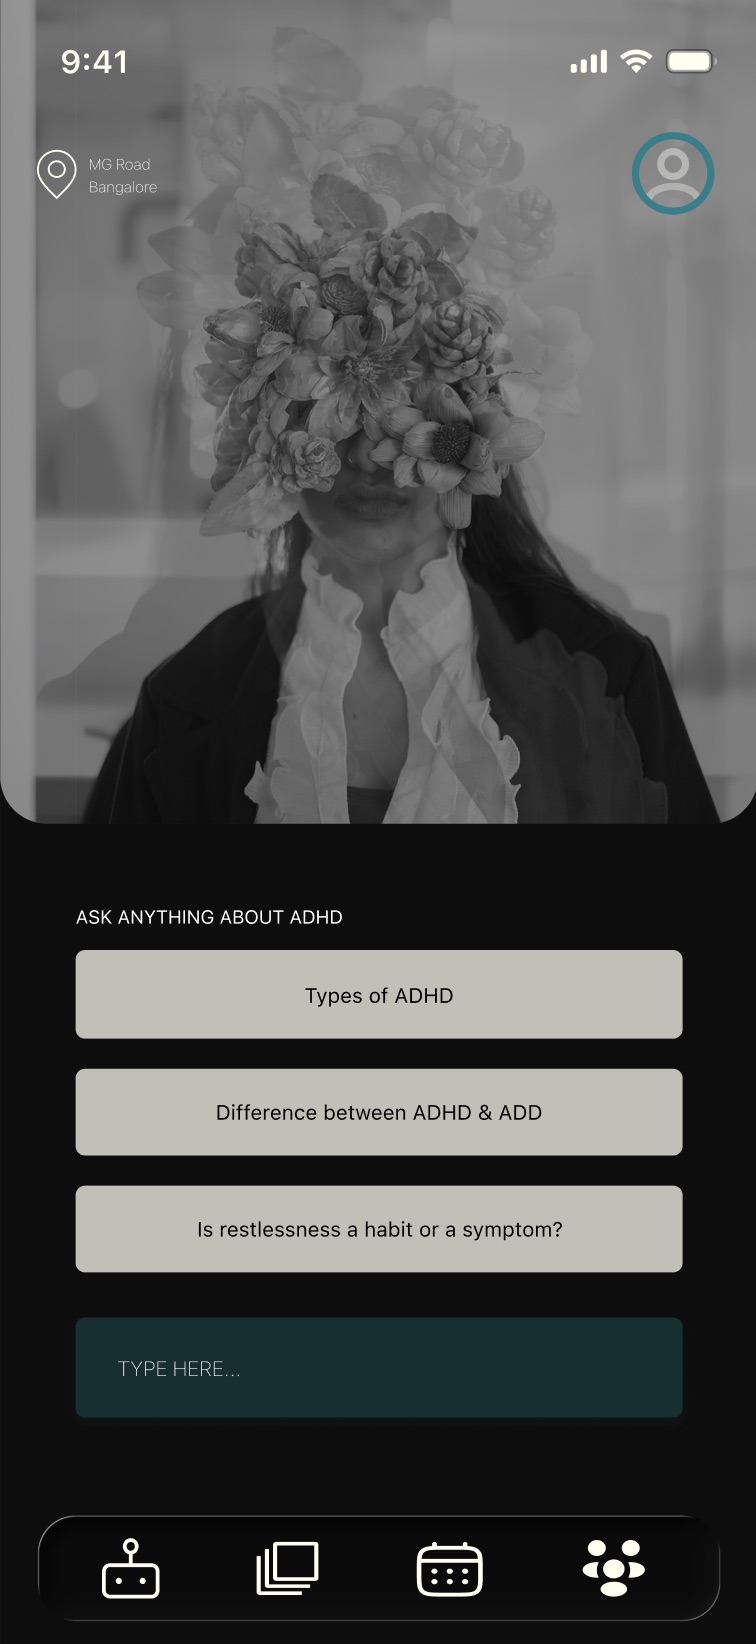 9:41
MG Road
Bangalore
ASK ANYTHING ABOUT ADHD
Types of ADHD
Difference between ADHD & ADD
Is restlessness a habit or a symptom?
TYPE HERE...